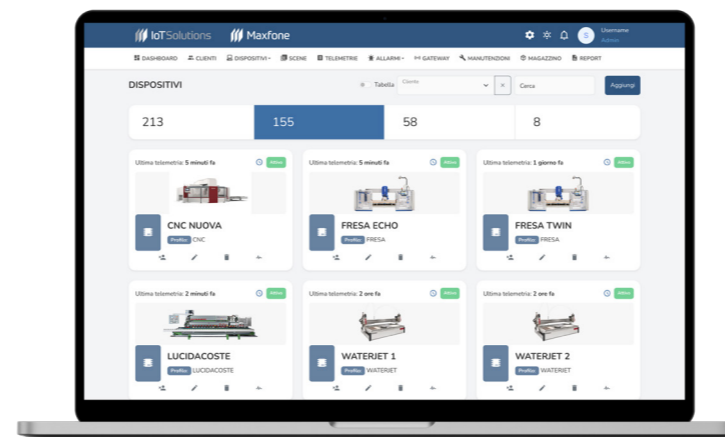 IoTSolutions Maxfone
S Username
Admin
DASHBOARD CLIENTI DISPOSITIVI SCENE TELEMETRIE ALLARMI GATEWAY MANUTENZIONI MAGAZZINO REPORT
DISPOSITIVI Tabella Cliente × Cerca Aggiungi
213 155 58 8
Ultima telemetria: 5 minuti fa Attivo Ultima telemetria: 5 minuti fa Attivo Ultima telemetria: 1 giorno fa Attivo
CNC NUOVA FRESA ECHO FRESA TWIN
Profilo: CNC Profilo: FRESA Profilo: FRESA
Ultima telemetria: 2 minuti fa Attivo Ultima telemetria: 2 ore fa Attivo Ultima telemetria: 2 ore fa Attivo
LUCIDACOSTE WATERJET 1 WATERJET 2
Profilo: LUCIDACOSTE Profilo: WATERJET Profilo: WATERJET